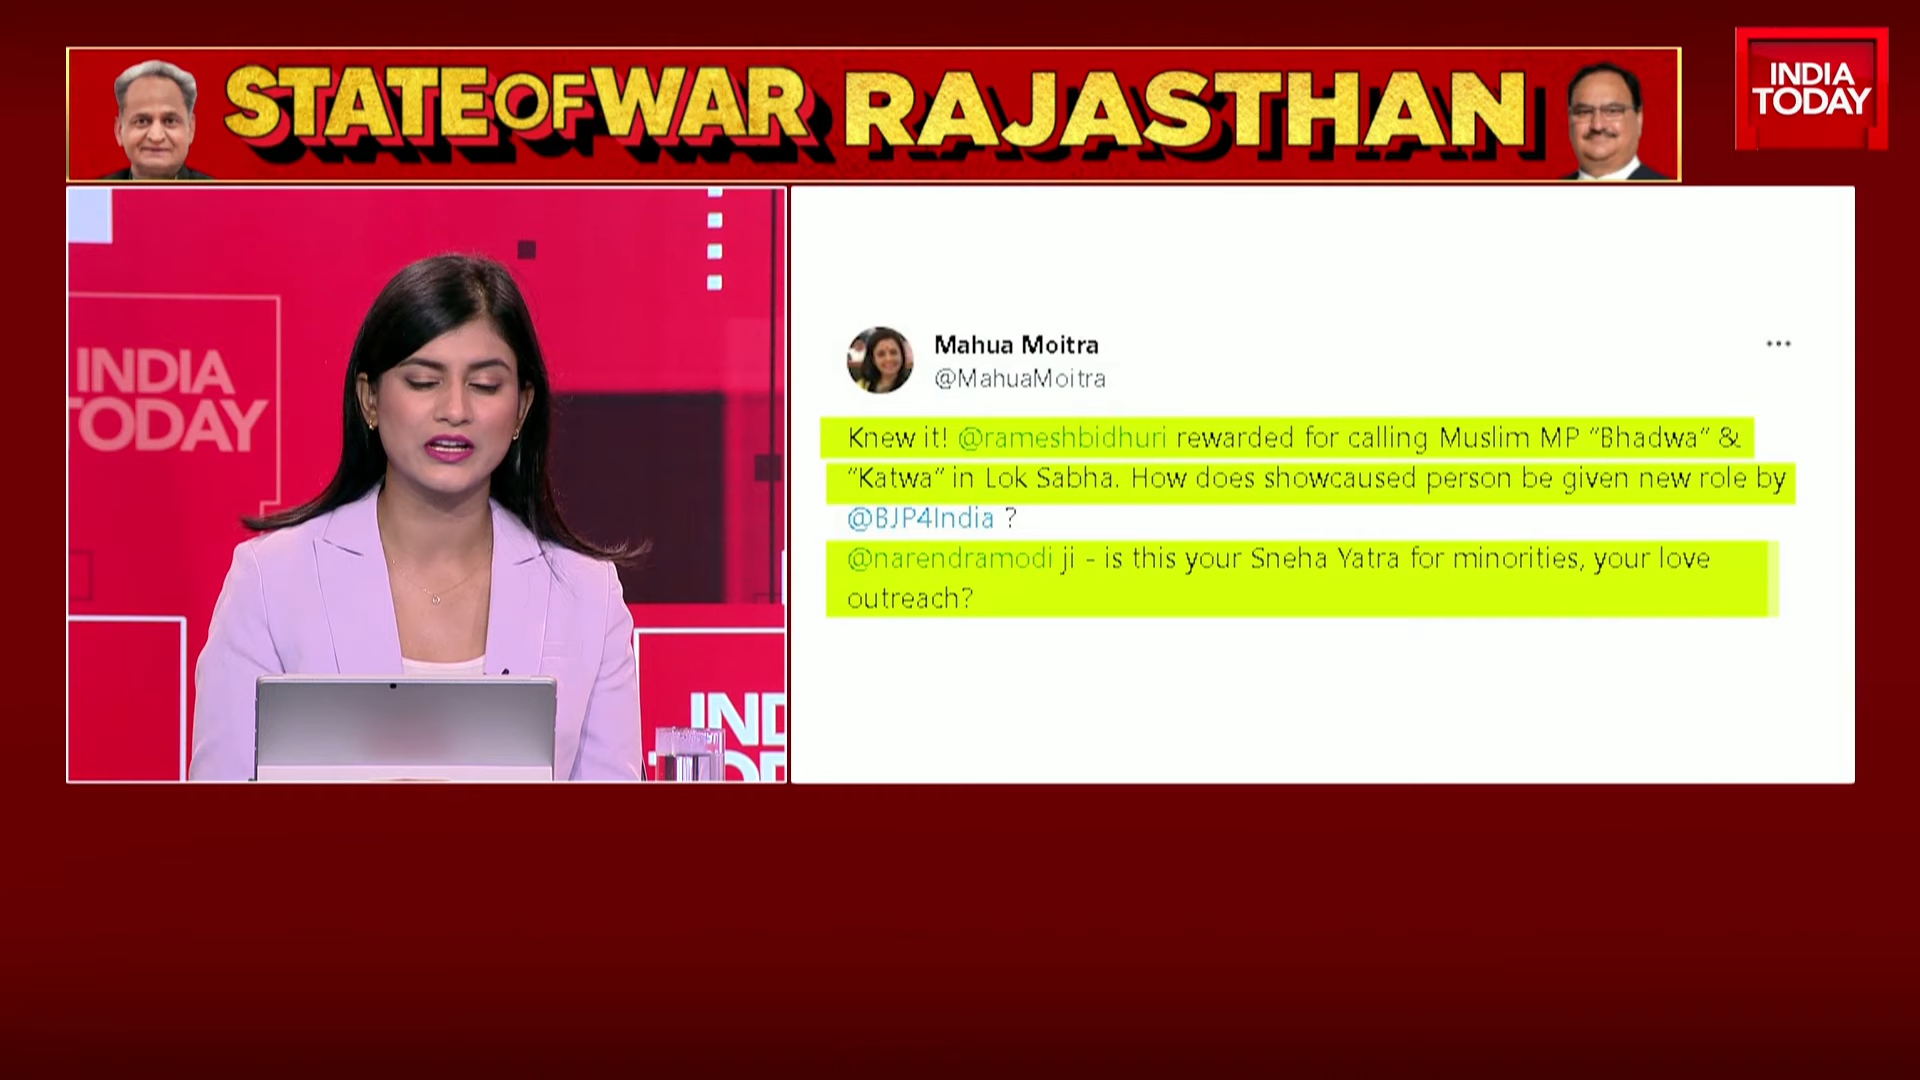 STATE OF WAR RAJASTHAN
INDIA
TODAY
INDIA
TODAY
Mahua Moitra
@MahuaMoitra
Knew it! @rameshbidhuri rewarded for calling Muslim MP “Bhadwa“ &
“Katwa“ in Lok Sabha. How does showcaused person be given new role by
@BJP4India ?
@narendramodi ji - is this your Sneha Yatra for minorities, your love
outreach?
IND
TOD